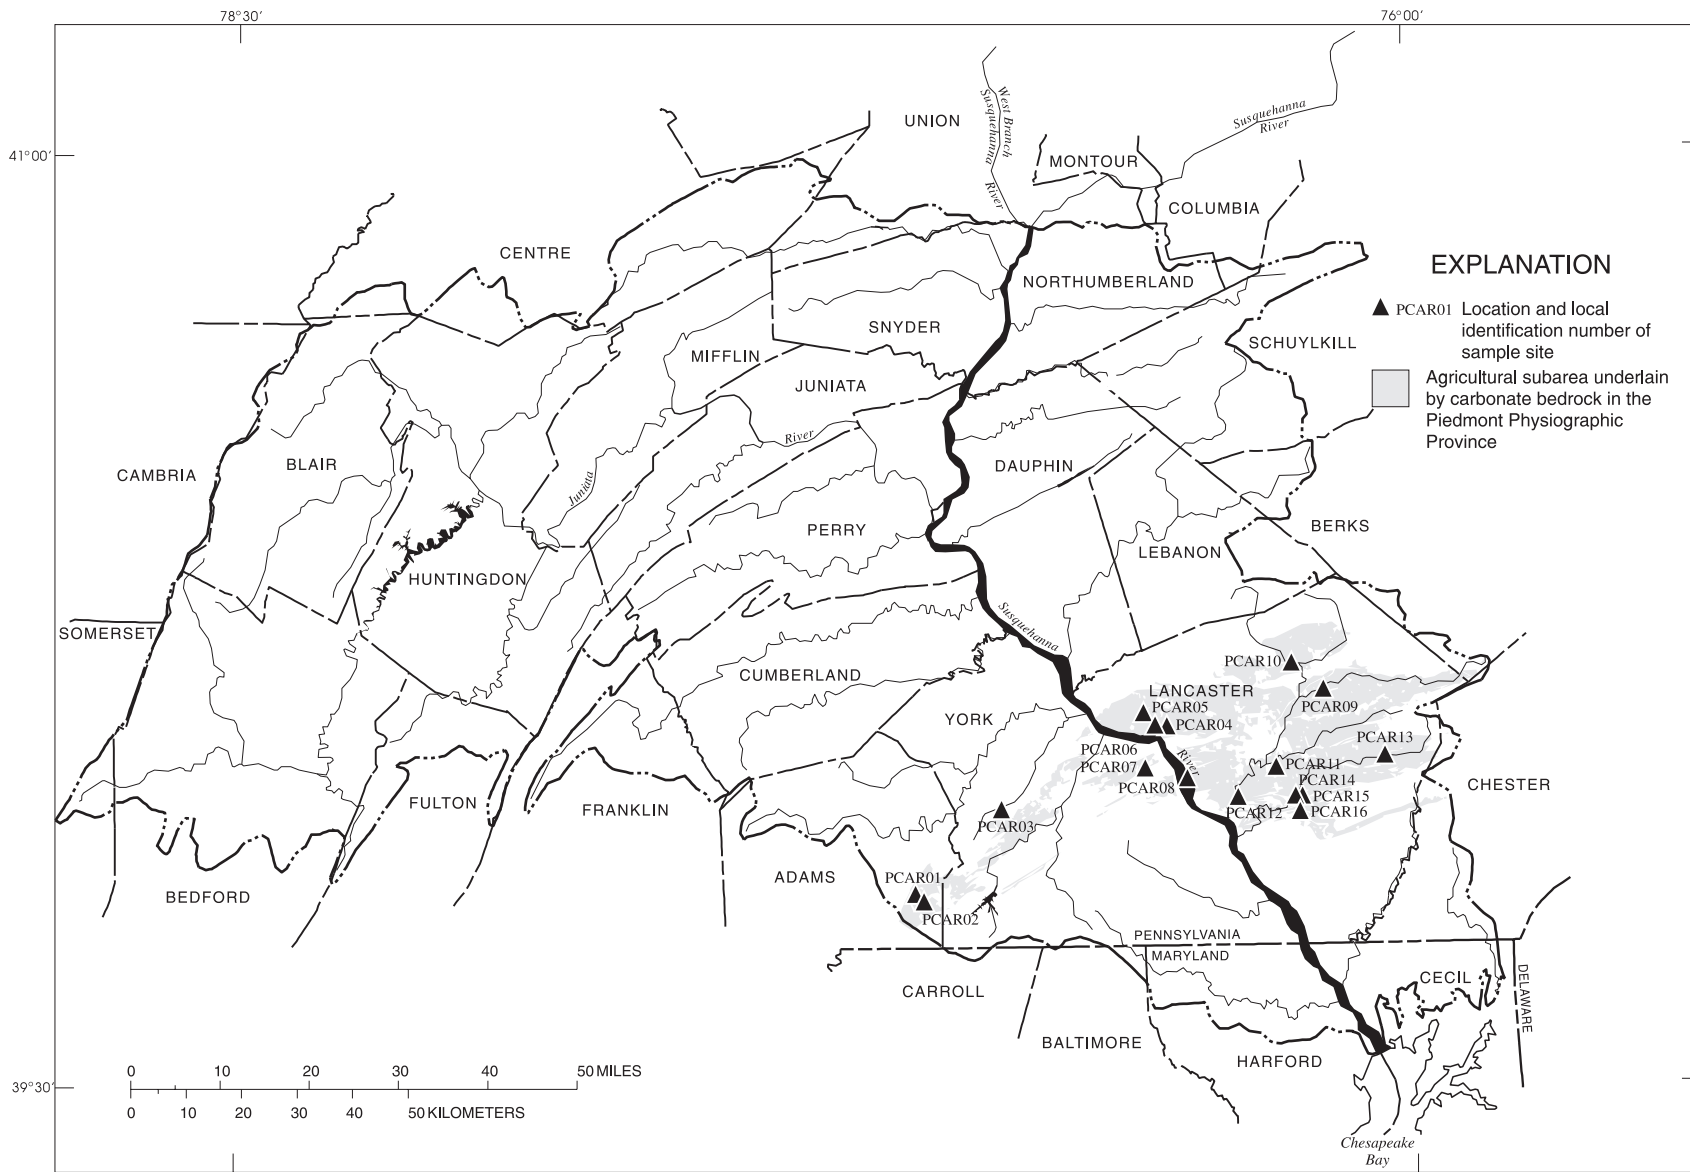 78°30'
76°00'
41°00'
39°30'
UNION
West Branch
Susquehanna
River
Susquehanna
River
MONTOUR
COLUMBIA
CENTRE
NORTHUMBERLAND
SNYDER
MIFFLIN
JUNIATA
SCHUYLKILL
River
Juniata
CAMBRIA
BLAIR
DAUPHIN
PERRY
HUNTINGDON
LEBANON
BERKS
SOMERSET
Susquehanna
CUMBERLAND
YORK
LANCASTER
PCAR10
PCAR05
PCAR09
PCAR04
PCAR06
PCAR07
River
PCAR13
PCAR11
PCAR08
PCAR14
PCAR15
PCAR12
PCAR16
CHESTER
FULTON
FRANKLIN
PCAR03
ADAMS
PCAR01
PCAR02
BEDFORD
PENNSYLVANIA
MARYLAND
CARROLL
CECIL
DELAWARE
BALTIMORE
HARFORD
Chesapeake
Bay
EXPLANATION
PCAR01 Location and local
identification number of
sample site
Agricultural subarea underlain
by carbonate bedrock in the
Piedmont Physiographic
Province
0 10 20 30 40 50 MILES
0 10 20 30 40 50 KILOMETERS